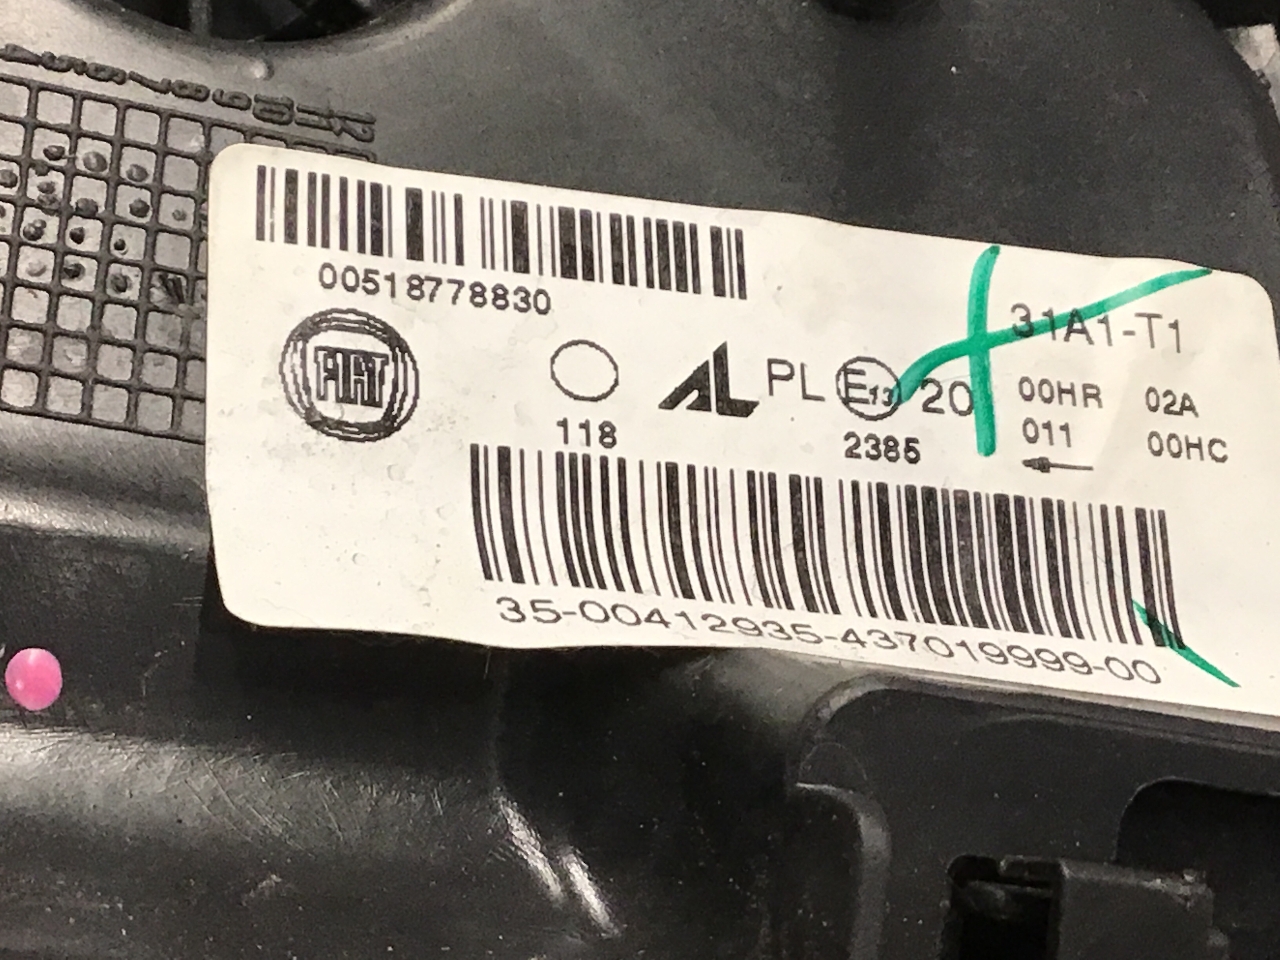 00518778830
31A1-T1
FIAT
AL PL E13 20
00HR 02A
118
2385
011 00HC
35-00412935-437019999-00